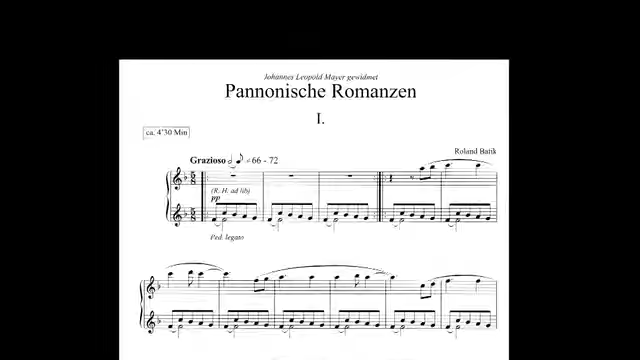 Johannes Leopold Mayer gewidmet
Pannonische Romanzen
I.
ca. 4'30 Min
Roland Batik
Grazioso = 66 - 72
(R. H. ad lib)
pp
Ped. legato